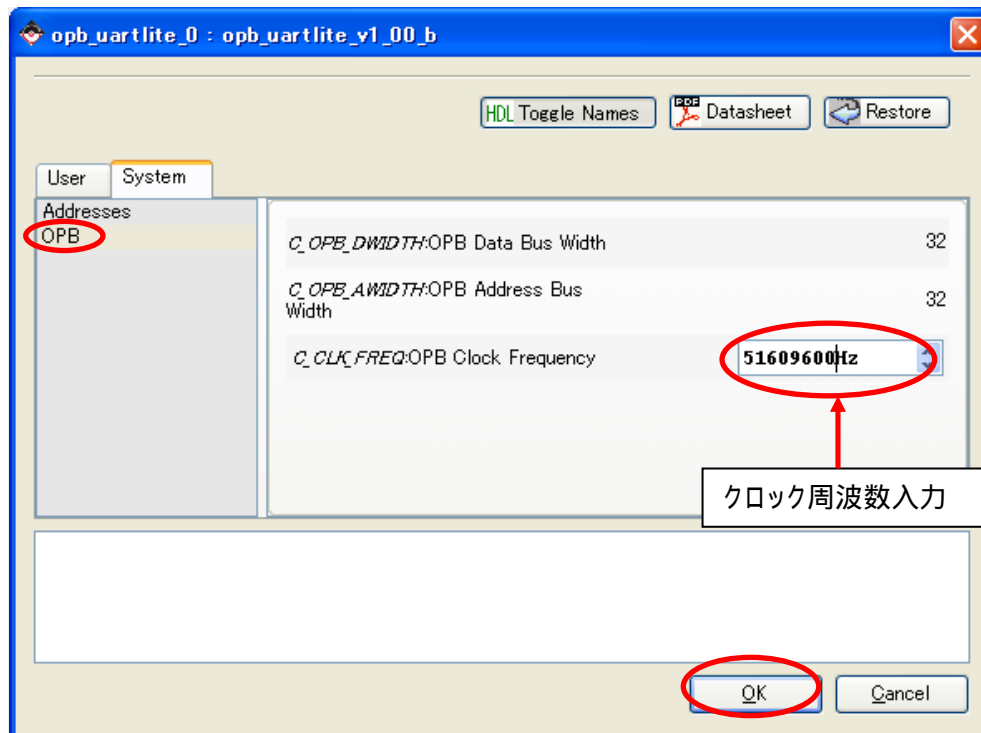 opb_uartlite_0 : opb_uartlite_v1_00_b
HDL Toggle Names
PDF Datasheet
Restore
User
System
Addresses
OPB
C_OPB_DWIDTH:OPB Data Bus Width
32
C_OPB_AWIDTH:OPB Address Bus
Width
32
C_CLK_FREQ:OPB Clock Frequency
51609600Hz
クロック周波数入力
OK
Cancel